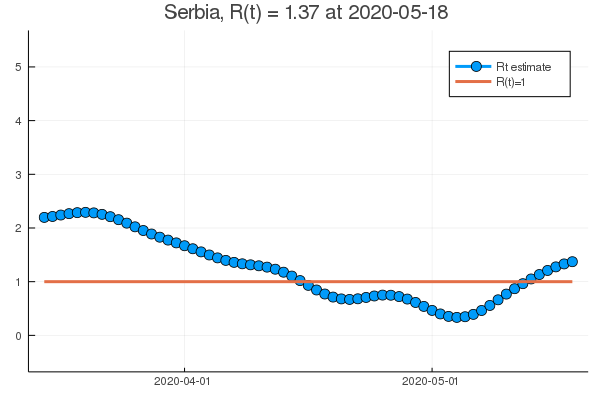 Serbia, R(t) = 1.37 at 2020-05-18
5
4
3
2
1
0
Rt estimate
R(t)=1
2020-04-01
2020-05-01